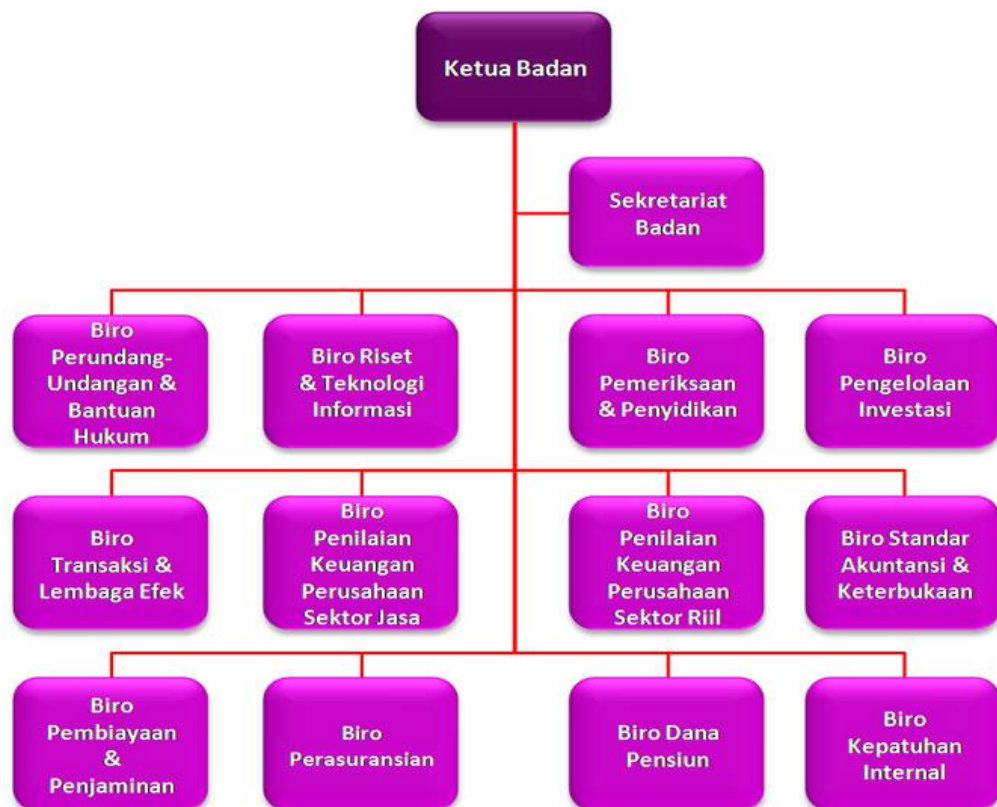 Ketua Badan
Sekretariat
Badan
Biro
Perundang-
Undangan &
Bantuan
Hukum
Biro Riset
& Teknologi
Informasi
Biro
Pemeriksaan
& Penyidikan
Biro
Pengelolaan
Investasi
Biro
Transaksi &
Lembaga Efek
Biro
Penilaian
Keuangan
Perusahaan
Sektor Jasa
Biro
Penilaian
Keuangan
Perusahaan
Sektor Riil
Biro Standar
Akuntansi &
Keterbukaan
Biro
Pembiayaan
&
Penjaminan
Biro
Perasuransian
Biro Dana
Pensiun
Biro
Kepatuhan
Internal